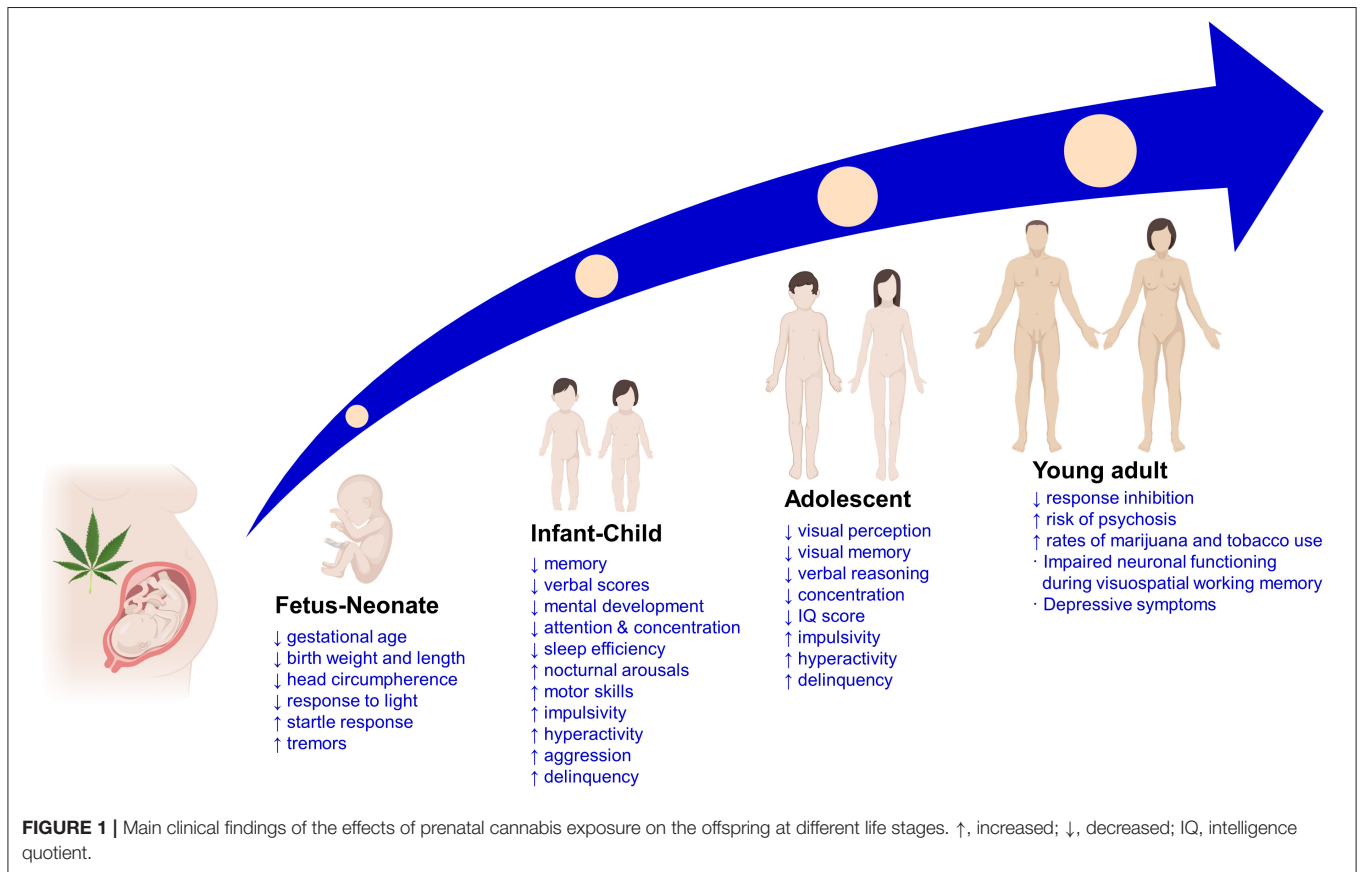 Fetus-Neonate
↓ gestational age
↓ birth weight and length
↓ head circumpherence
↓ response to light
↑ startle response
↑ tremors
Infant-Child
↓ memory
↓ verbal scores
↓ mental development
↓ attention & concentration
↓ sleep efficiency
↑ nocturnal arousals
↑ motor skills
↑ impulsivity
↑ hyperactivity
↑ aggression
↑ delinquency
Adolescent
↓ visual perception
↓ visual memory
↓ verbal reasoning
↓ concentration
↓ IQ score
↑ impulsivity
↑ hyperactivity
↑ delinquency
Young adult
↓ response inhibition
↑ risk of psychosis
↑ rates of marijuana and tobacco use
· Impaired neuronal functioning
during visuospatial working memory
· Depressive symptoms
FIGURE 1 | Main clinical findings of the effects of prenatal cannabis exposure on the offspring at different life stages. ↑, increased; ↓, decreased; IQ, intelligence
quotient.